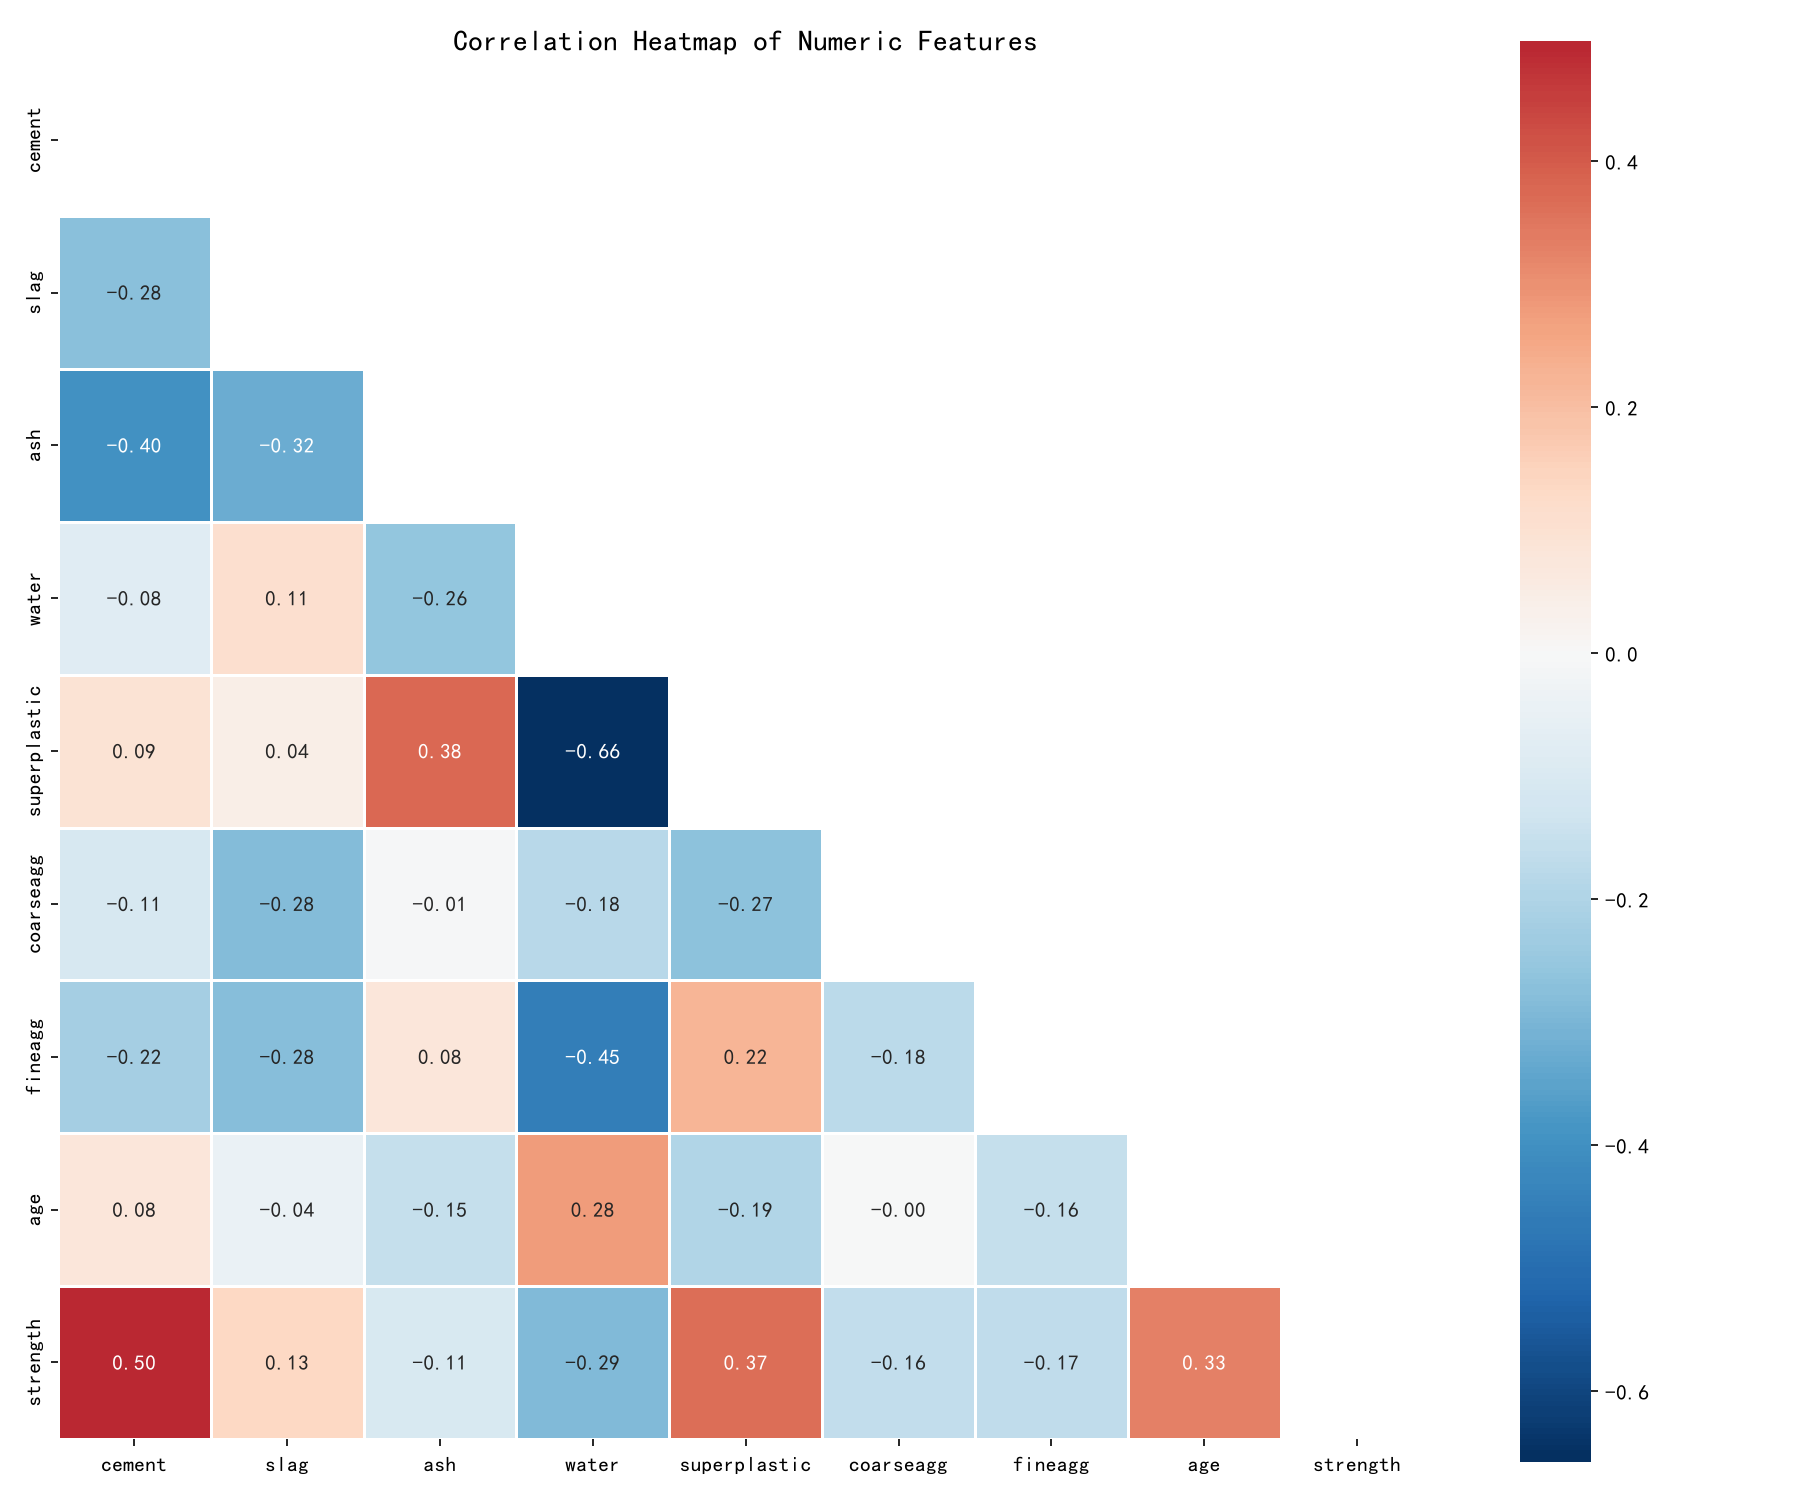 Correlation Heatmap of Numeric Features
cement
slag
-0.28
ash
-0.40 -0.32
water
-0.08 0.11 -0.26
superplastic
0.09 0.04 0.38 -0.66
coarseagg
-0.11 -0.28 -0.01 -0.18 -0.27
fineagg
-0.22 -0.28 0.08 -0.45 0.22 -0.18
age
0.08 -0.04 -0.15 0.28 -0.19 -0.00 -0.16
strength
0.50 0.13 -0.11 -0.29 0.37 -0.16 -0.17 0.33
cement slag ash water superplastic coarseagg fineagg age strength
0.4
0.2
0.0
-0.2
-0.4
-0.6